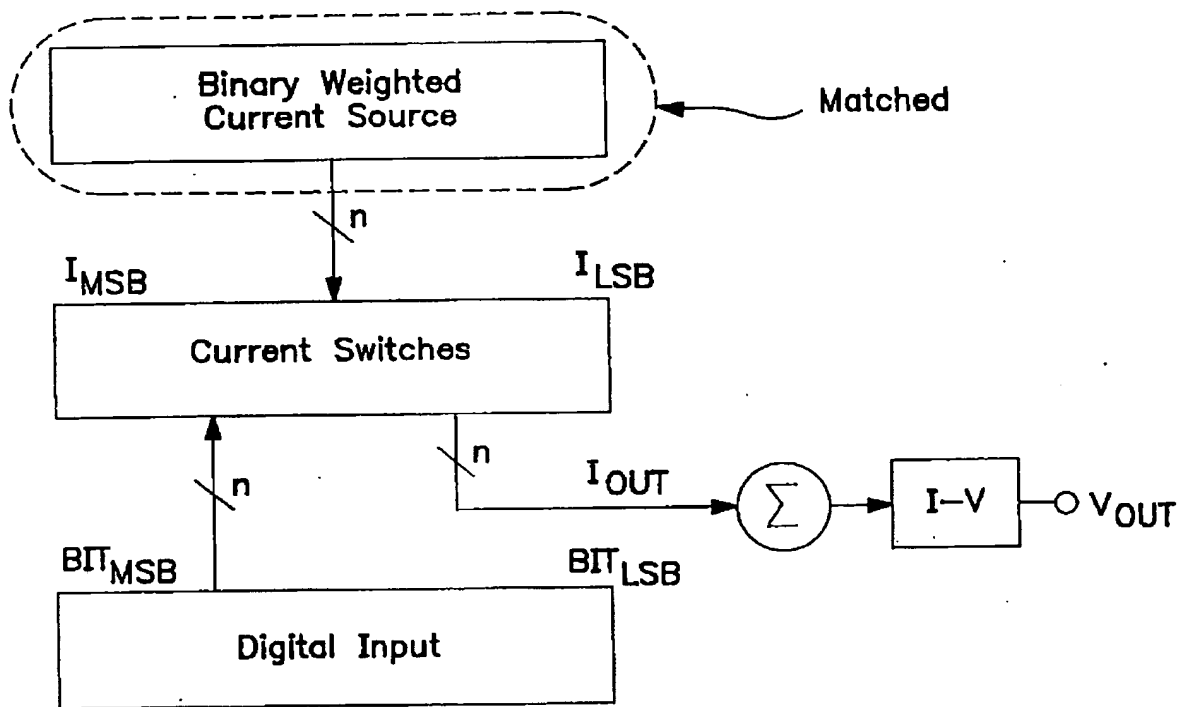 Binary Weighted
Current Source
Matched
n
I_MSB
I_LSB
Current Switches
n
n
I_OUT
Σ
I–V
V_OUT
BIT_MSB
BIT_LSB
Digital Input